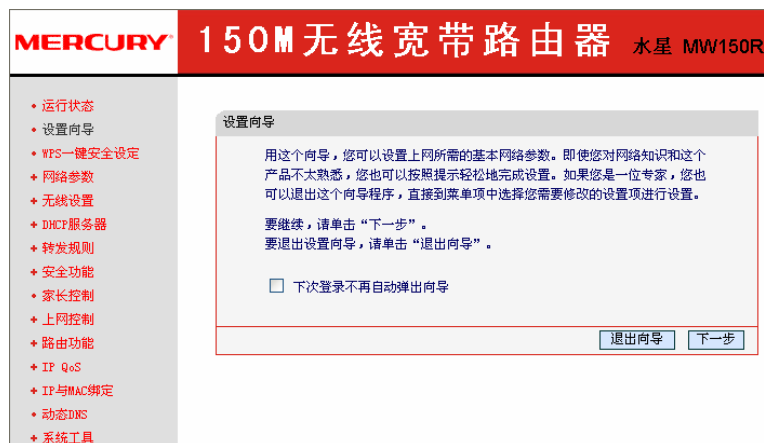 MERCURY 150M无线宽带路由器 水星 MW150R
运行状态
设置向导
WPS一键安全设定
网络参数
无线设置
DHCP服务器
转发规则
安全功能
家长控制
上网控制
路由功能
IP QoS
IP与MAC绑定
动态DNS
系统工具
设置向导
用这个向导，您可以设置上网所需的基本网络参数。即使您对网络知识和这个
产品不太熟悉，您也可以按照提示轻松地完成设置。如果您是一位专家，您也
可以退出这个向导程序，直接到菜单项中选择您需要修改的设置项进行设置。
要继续，请单击“下一步”。
要退出设置向导，请单击“退出向导”。
下次登录不再自动弹出向导
退出向导 下一步